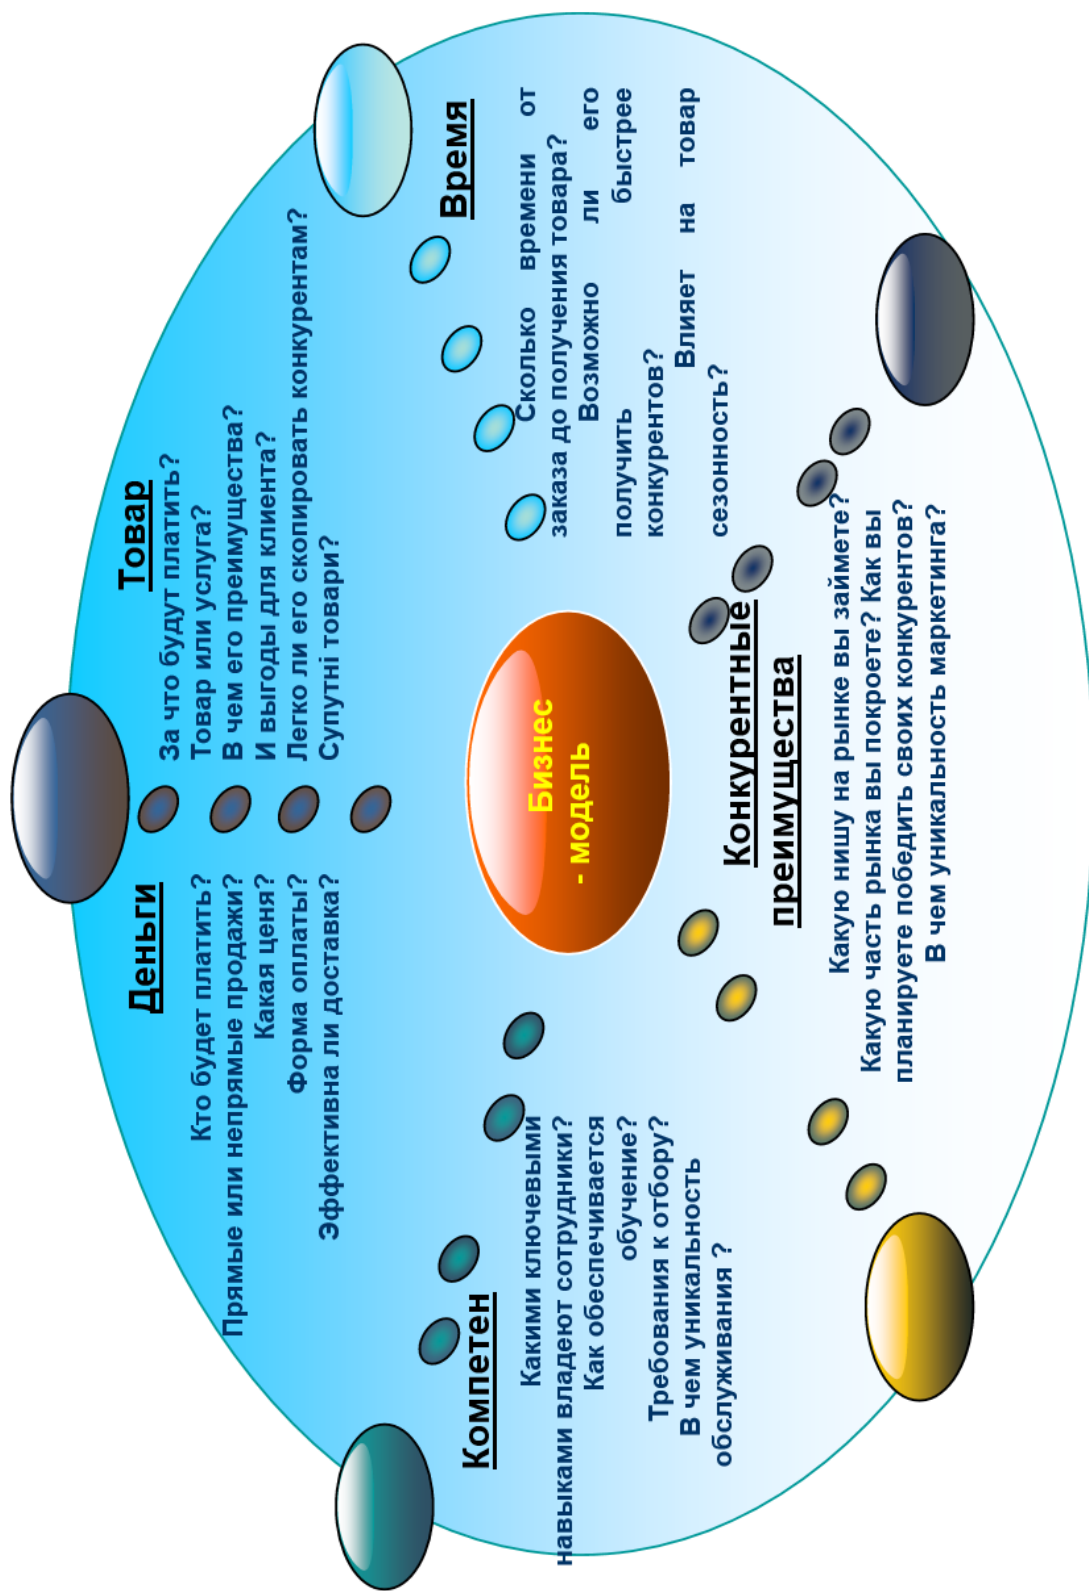 Деньги
Кто будет платить?
Прямые или непрямые продажи?
Какая ценя?
Форма оплаты?
Эффективна ли доставка?
Товар
За что будут платить?
Товар или услуга?
В чем его преимущества?
И выгоды для клиента?
Легко ли его скопировать конкурентам?
Супутні товари?
Компетен
Какими ключевыми
навыками владеют сотрудники?
Как обеспечивается
обучение?
Требования к отбору?
В чем уникальность
обслуживания ?
Бизнес
- модель
Время
Сколько времени от
заказа до получения товара?
Возможно ли его
получить быстрее
конкурентов?
Влияет на товар
сезонность?
Конкурентные
преимущества
Какую нишу на рынке вы займете?
Какую часть рынка вы покроете? Как вы
планируете победить своих конкурентов?
В чем уникальность маркетинга?